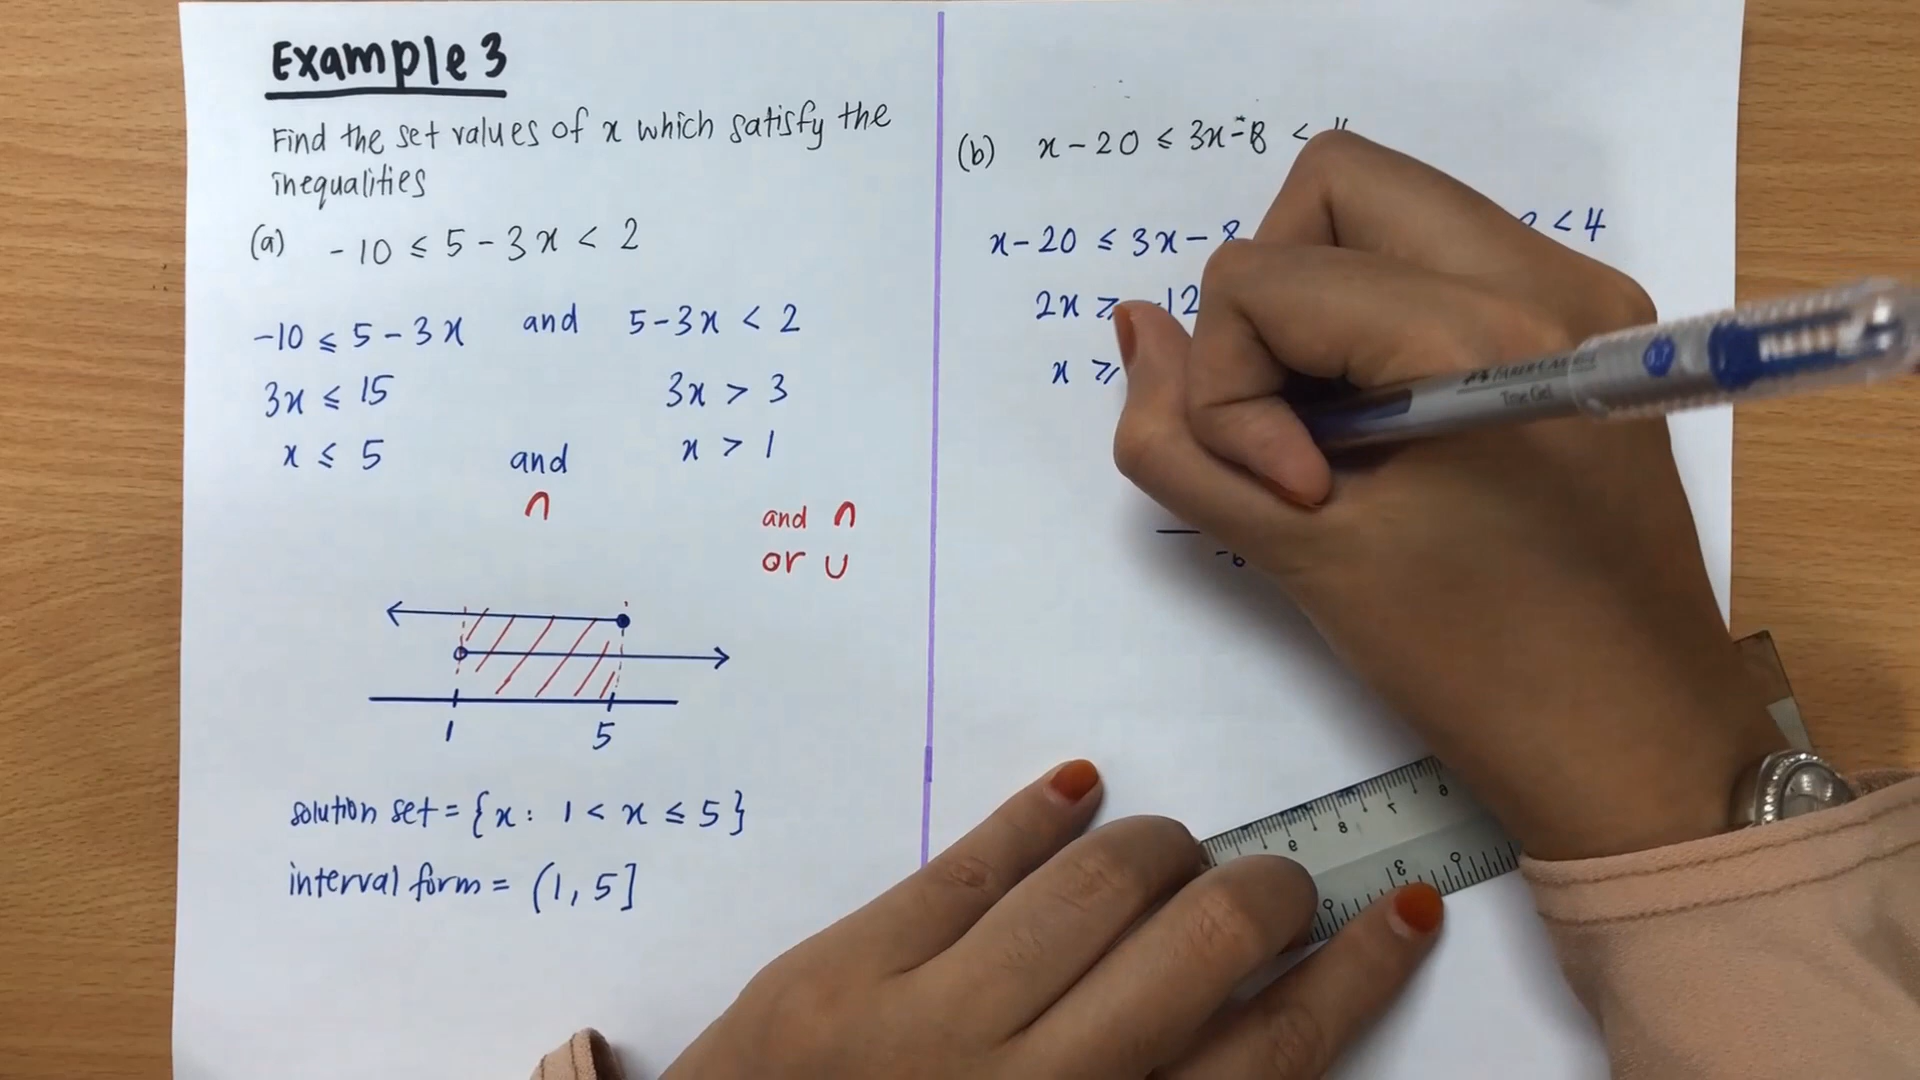 Example 3
Find the set values of x which satisfy the
inequalities
(a) -10 ≤ 5 - 3x < 2
-10 ≤ 5 - 3x and 5-3x < 2
3x ≤ 15 3x > 3
x ≤ 5 and x > 1
∩
and ∩
or ∪
1 5
solution set = {x: 1 < x ≤ 5}
interval form = (1, 5]
(b) x - 20 ≤ 3x-8 <
x - 20 ≤ 3x - 8 < 4
2x ≥ -12
x ≥
-6